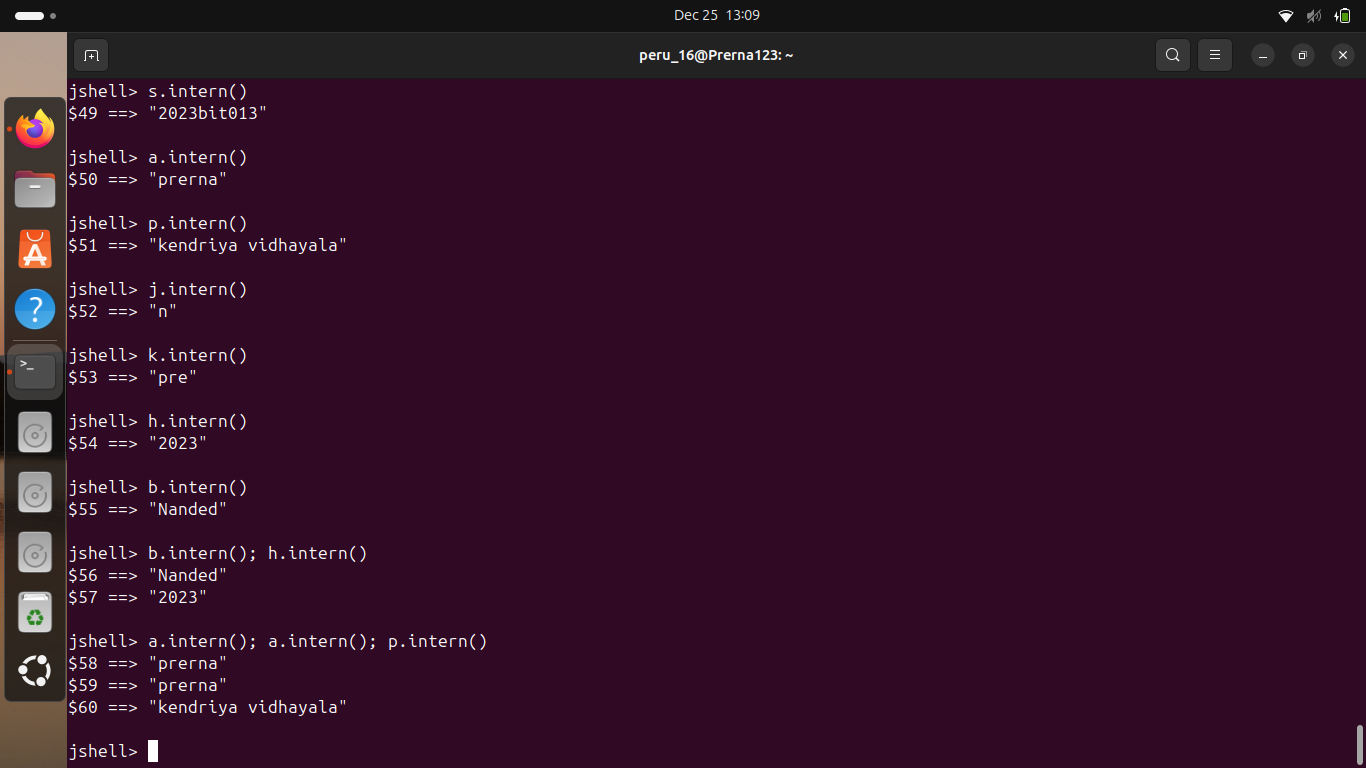 Dec 25 13:09
peru_16@Prerna123: ~
jshell> s.intern()
$49 ==> "2023bit013"
jshell> a.intern()
$50 ==> "prerna"
jshell> p.intern()
$51 ==> "kendriya vidhayala"
jshell> j.intern()
$52 ==> "n"
jshell> k.intern()
$53 ==> "pre"
jshell> h.intern()
$54 ==> "2023"
jshell> b.intern()
$55 ==> "Nanded"
jshell> b.intern(); h.intern()
$56 ==> "Nanded"
$57 ==> "2023"
jshell> a.intern(); a.intern(); p.intern()
$58 ==> "prerna"
$59 ==> "prerna"
$60 ==> "kendriya vidhayala"
jshell>